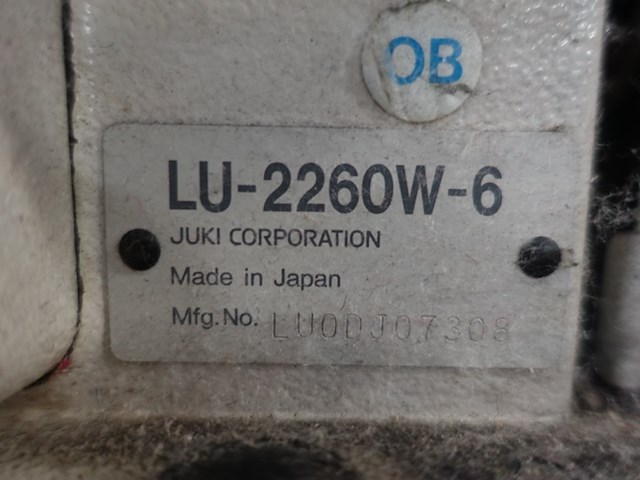 OB
LU-2260W-6
JUKI CORPORATION
Made in Japan
Mfg.No. LU0DJ07308